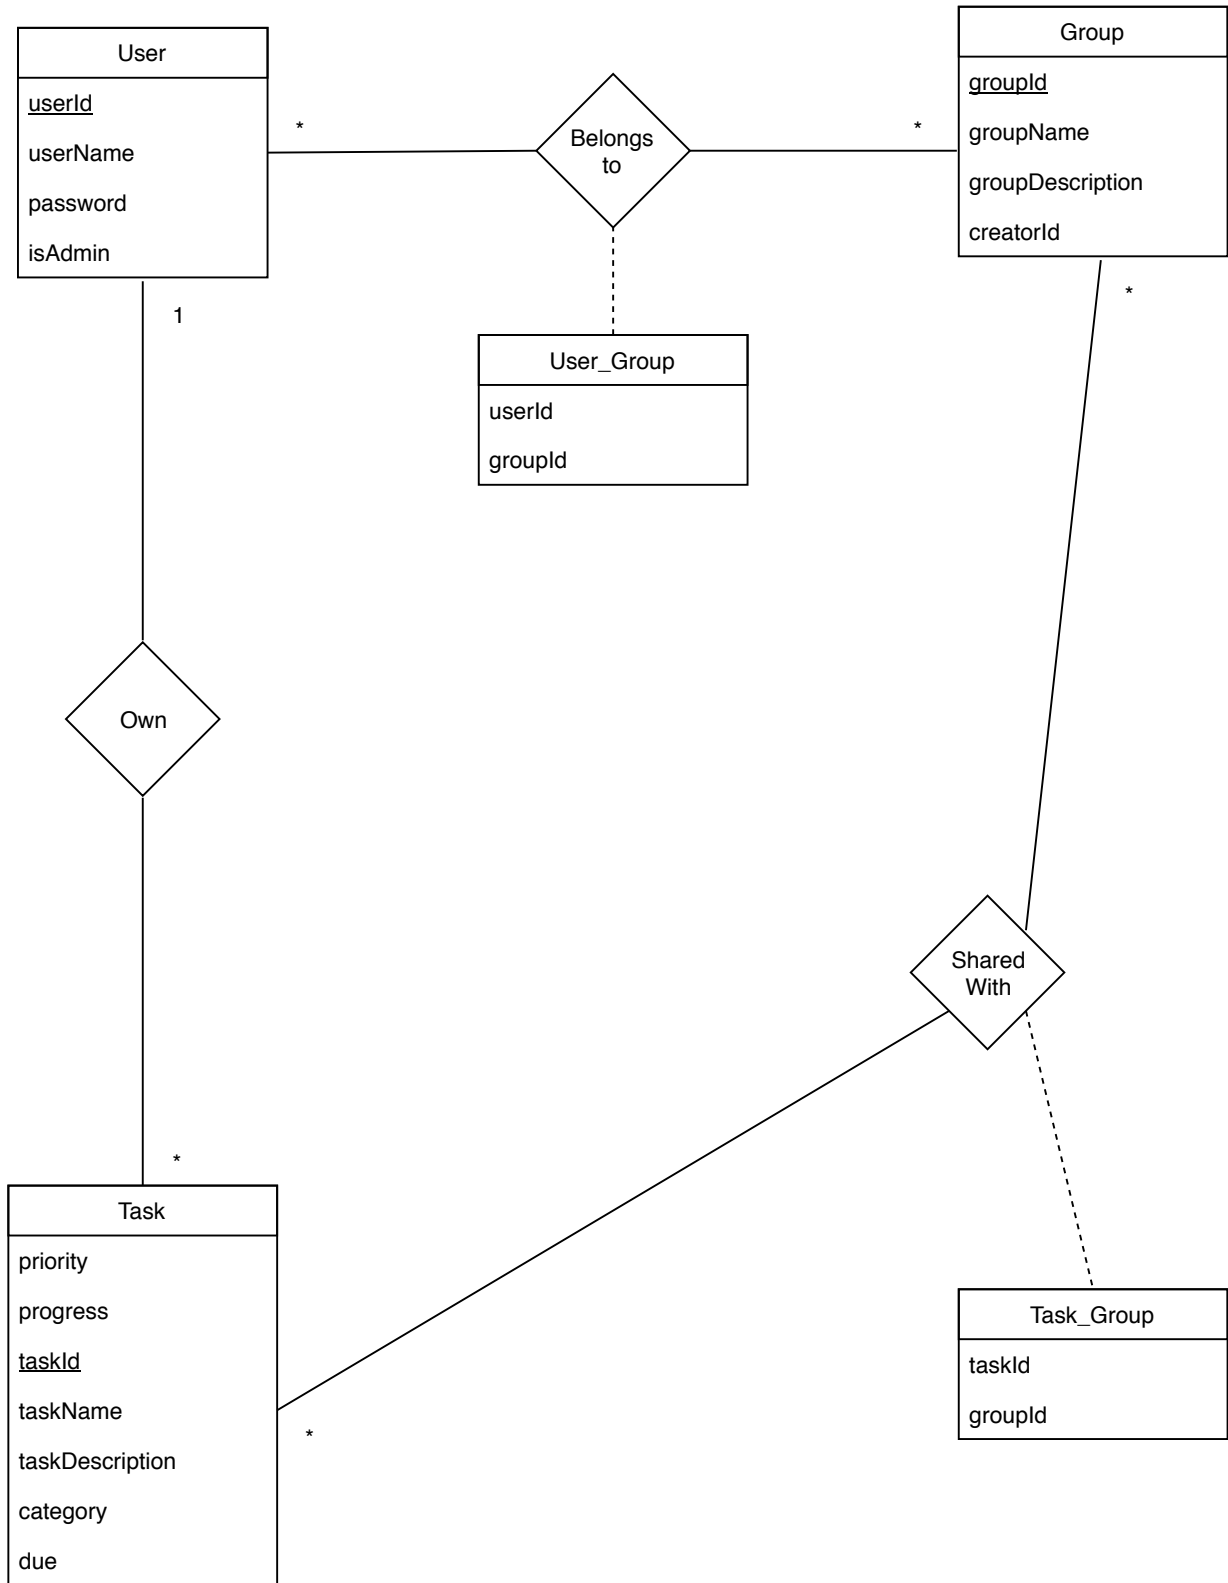 User
userId
userName
password
isAdmin
*
Belongs
to
*
Group
groupId
groupName
groupDescription
creatorId
1
*
User_Group
userId
groupId
Own
Shared
With
*
Task
priority
progress
taskId
taskName
taskDescription
category
due
*
Task_Group
taskId
groupId